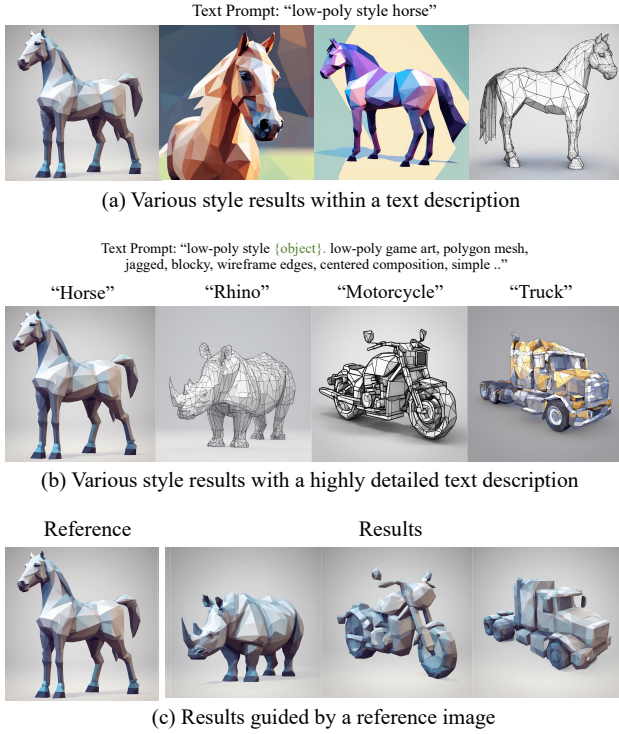 Text Prompt: “low-poly style horse”
(a) Various style results within a text description
Text Prompt: “low-poly style {object}. low-poly game art, polygon mesh,
jagged, blocky, wireframe edges, centered composition, simple ..”
“Horse” “Rhino” “Motorcycle” “Truck”
(b) Various style results with a highly detailed text description
Reference Results
(c) Results guided by a reference image